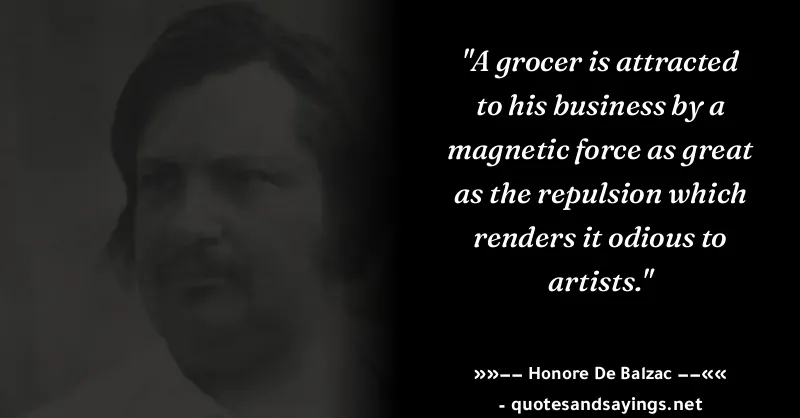 "A grocer is attracted
to his business by a
magnetic force as great
as the repulsion which
renders it odious to
artists."
»»–– Honore De Balzac ––««
- quotesandsayings.net